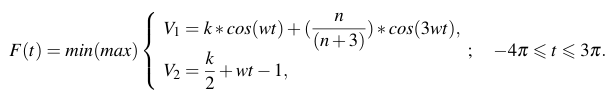 F(t) = min(max) { V₁ = k * cos(wt) + (n/(n + 3)) * cos(3wt), V₂ = k/2 + wt − 1, ; −4π ⩽ t ⩽ 3π.